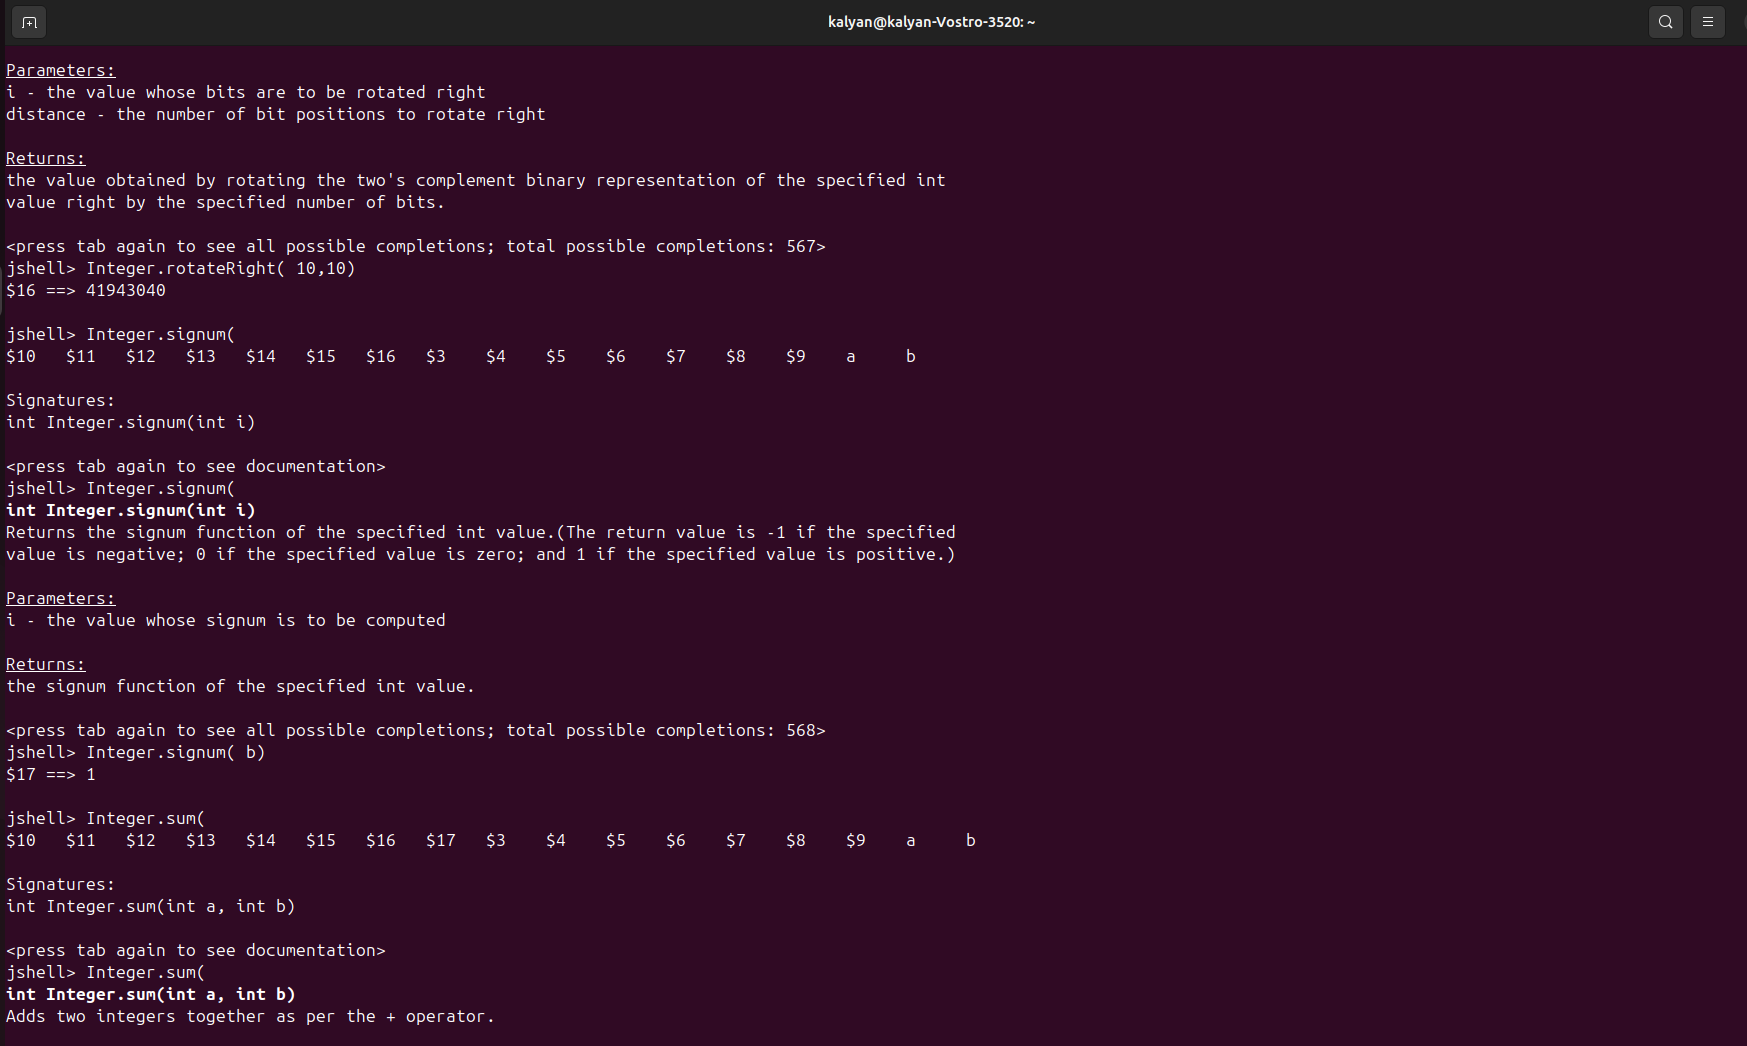 kalyan@kalyan-Vostro-3520: ~
Parameters:
i - the value whose bits are to be rotated right
distance - the number of bit positions to rotate right
Returns:
the value obtained by rotating the two's complement binary representation of the specified int
value right by the specified number of bits.
<press tab again to see all possible completions; total possible completions: 567>
jshell> Integer.rotateRight( 10,10)
$16 ==> 41943040
jshell> Integer.signum(
$10 $11 $12 $13 $14 $15 $16 $3 $4 $5 $6 $7 $8 $9 a b
Signatures:
int Integer.signum(int i)
<press tab again to see documentation>
jshell> Integer.signum(
int Integer.signum(int i)
Returns the signum function of the specified int value.(The return value is -1 if the specified
value is negative; 0 if the specified value is zero; and 1 if the specified value is positive.)
Parameters:
i - the value whose signum is to be computed
Returns:
the signum function of the specified int value.
<press tab again to see all possible completions; total possible completions: 568>
jshell> Integer.signum( b)
$17 ==> 1
jshell> Integer.sum(
$10 $11 $12 $13 $14 $15 $16 $17 $3 $4 $5 $6 $7 $8 $9 a b
Signatures:
int Integer.sum(int a, int b)
<press tab again to see documentation>
jshell> Integer.sum(
int Integer.sum(int a, int b)
Adds two integers together as per the + operator.